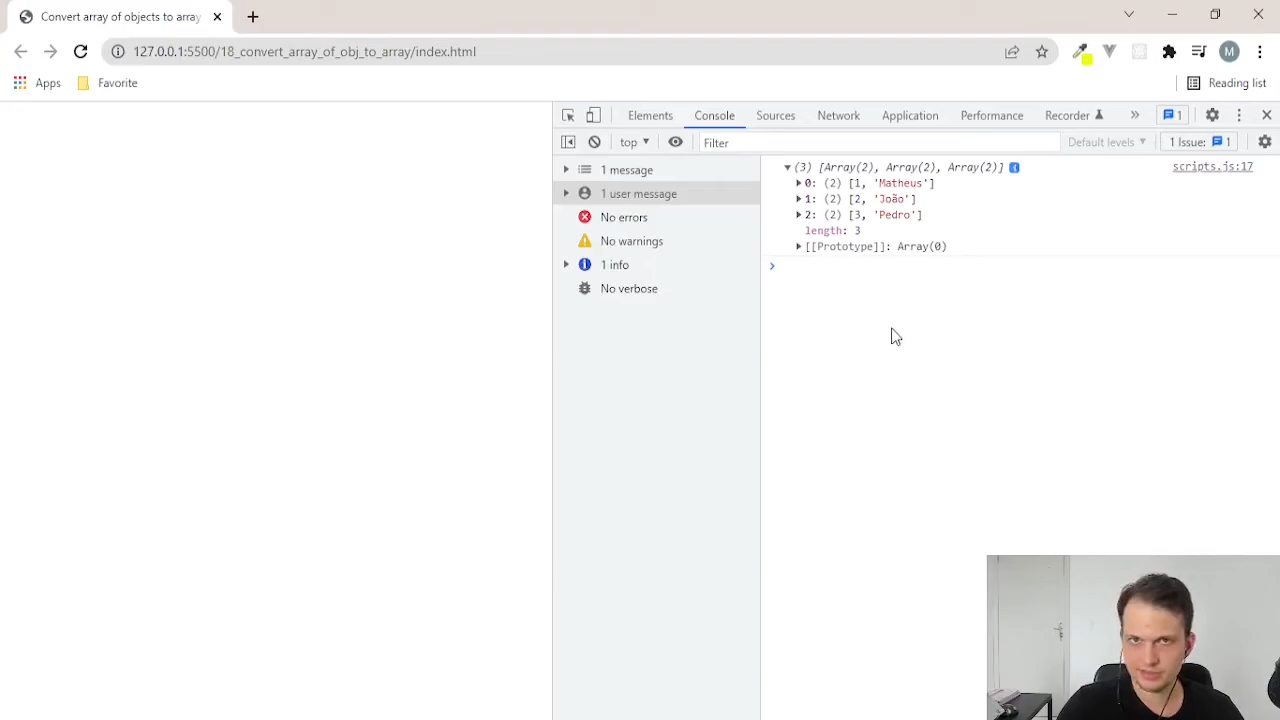 Convert array of objects to array
127.0.0.1:5500/18_convert_array_of_obj_to_array/index.html
M
Apps
Favorite
Reading list
Elements
Console
Sources
Network
Application
Performance
Recorder
»
1
top
Filter
Default levels
1 Issue:
1
1 message
1 user message
No errors
No warnings
1 info
No verbose
(3) [Array(2), Array(2), Array(2)] i
scripts.js:17
0: (2) [1, 'Matheus']
1: (2) [2, 'João']
2: (2) [3, 'Pedro']
length: 3
[[Prototype]]: Array(0)